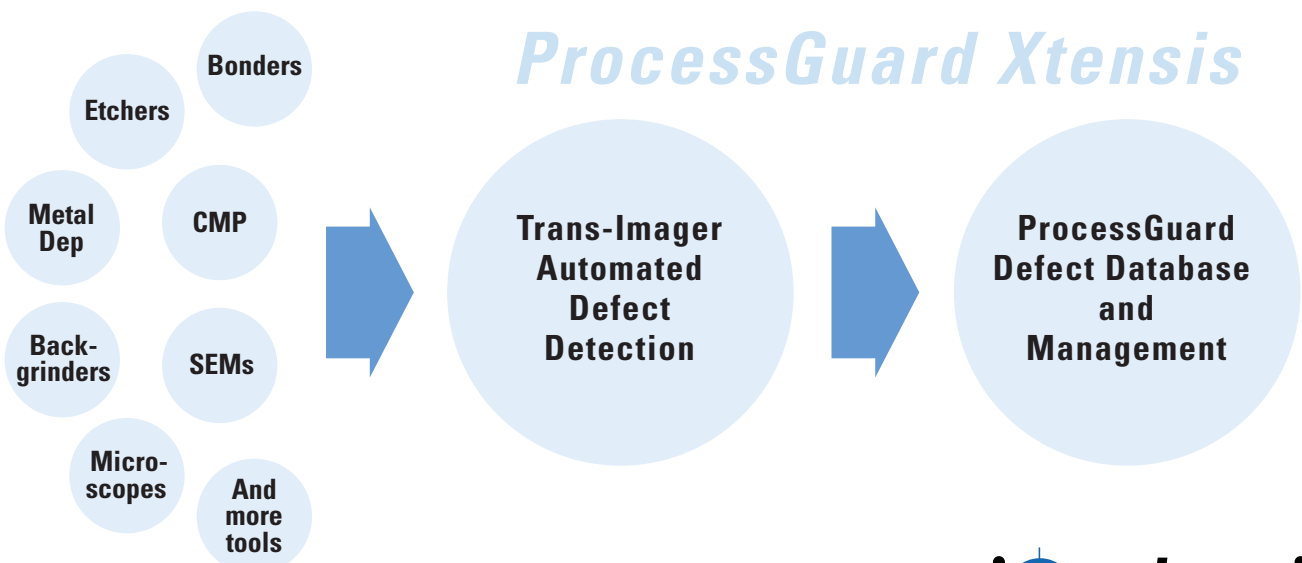 ProcessGuard Xtensis
Bonders
Etchers
Metal
Dep
CMP
Back-
grinders
SEMs
Micro-
scopes
And
more
tools
Trans-Imager
Automated
Defect
Detection
ProcessGuard
Defect Database
and
Management